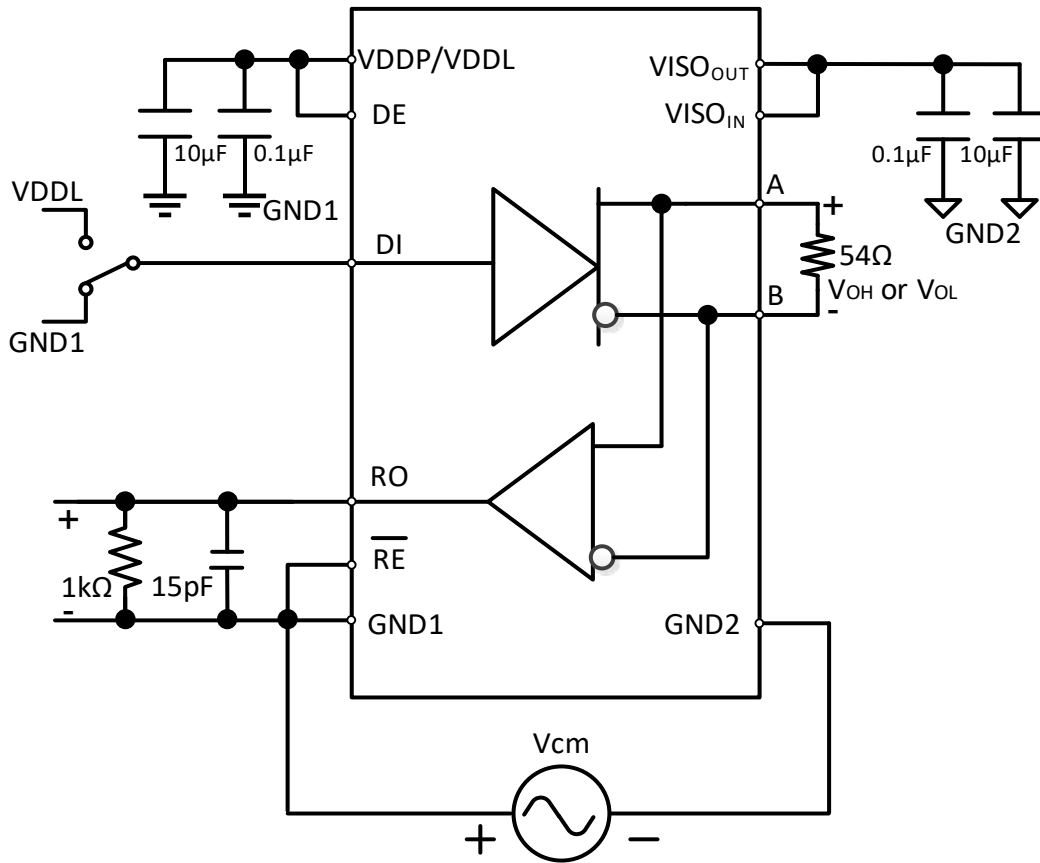 VDDP/VDDL
DE
10µF
0.1µF
GND1
VDDL
GND1
DI
VISOOUT
VISOIN
0.1µF
10µF
GND2
A
+
54Ω
VOH or VOL
B
-
RO
+
1kΩ
15pF
-
RE
GND1
GND2
Vcm
+
−